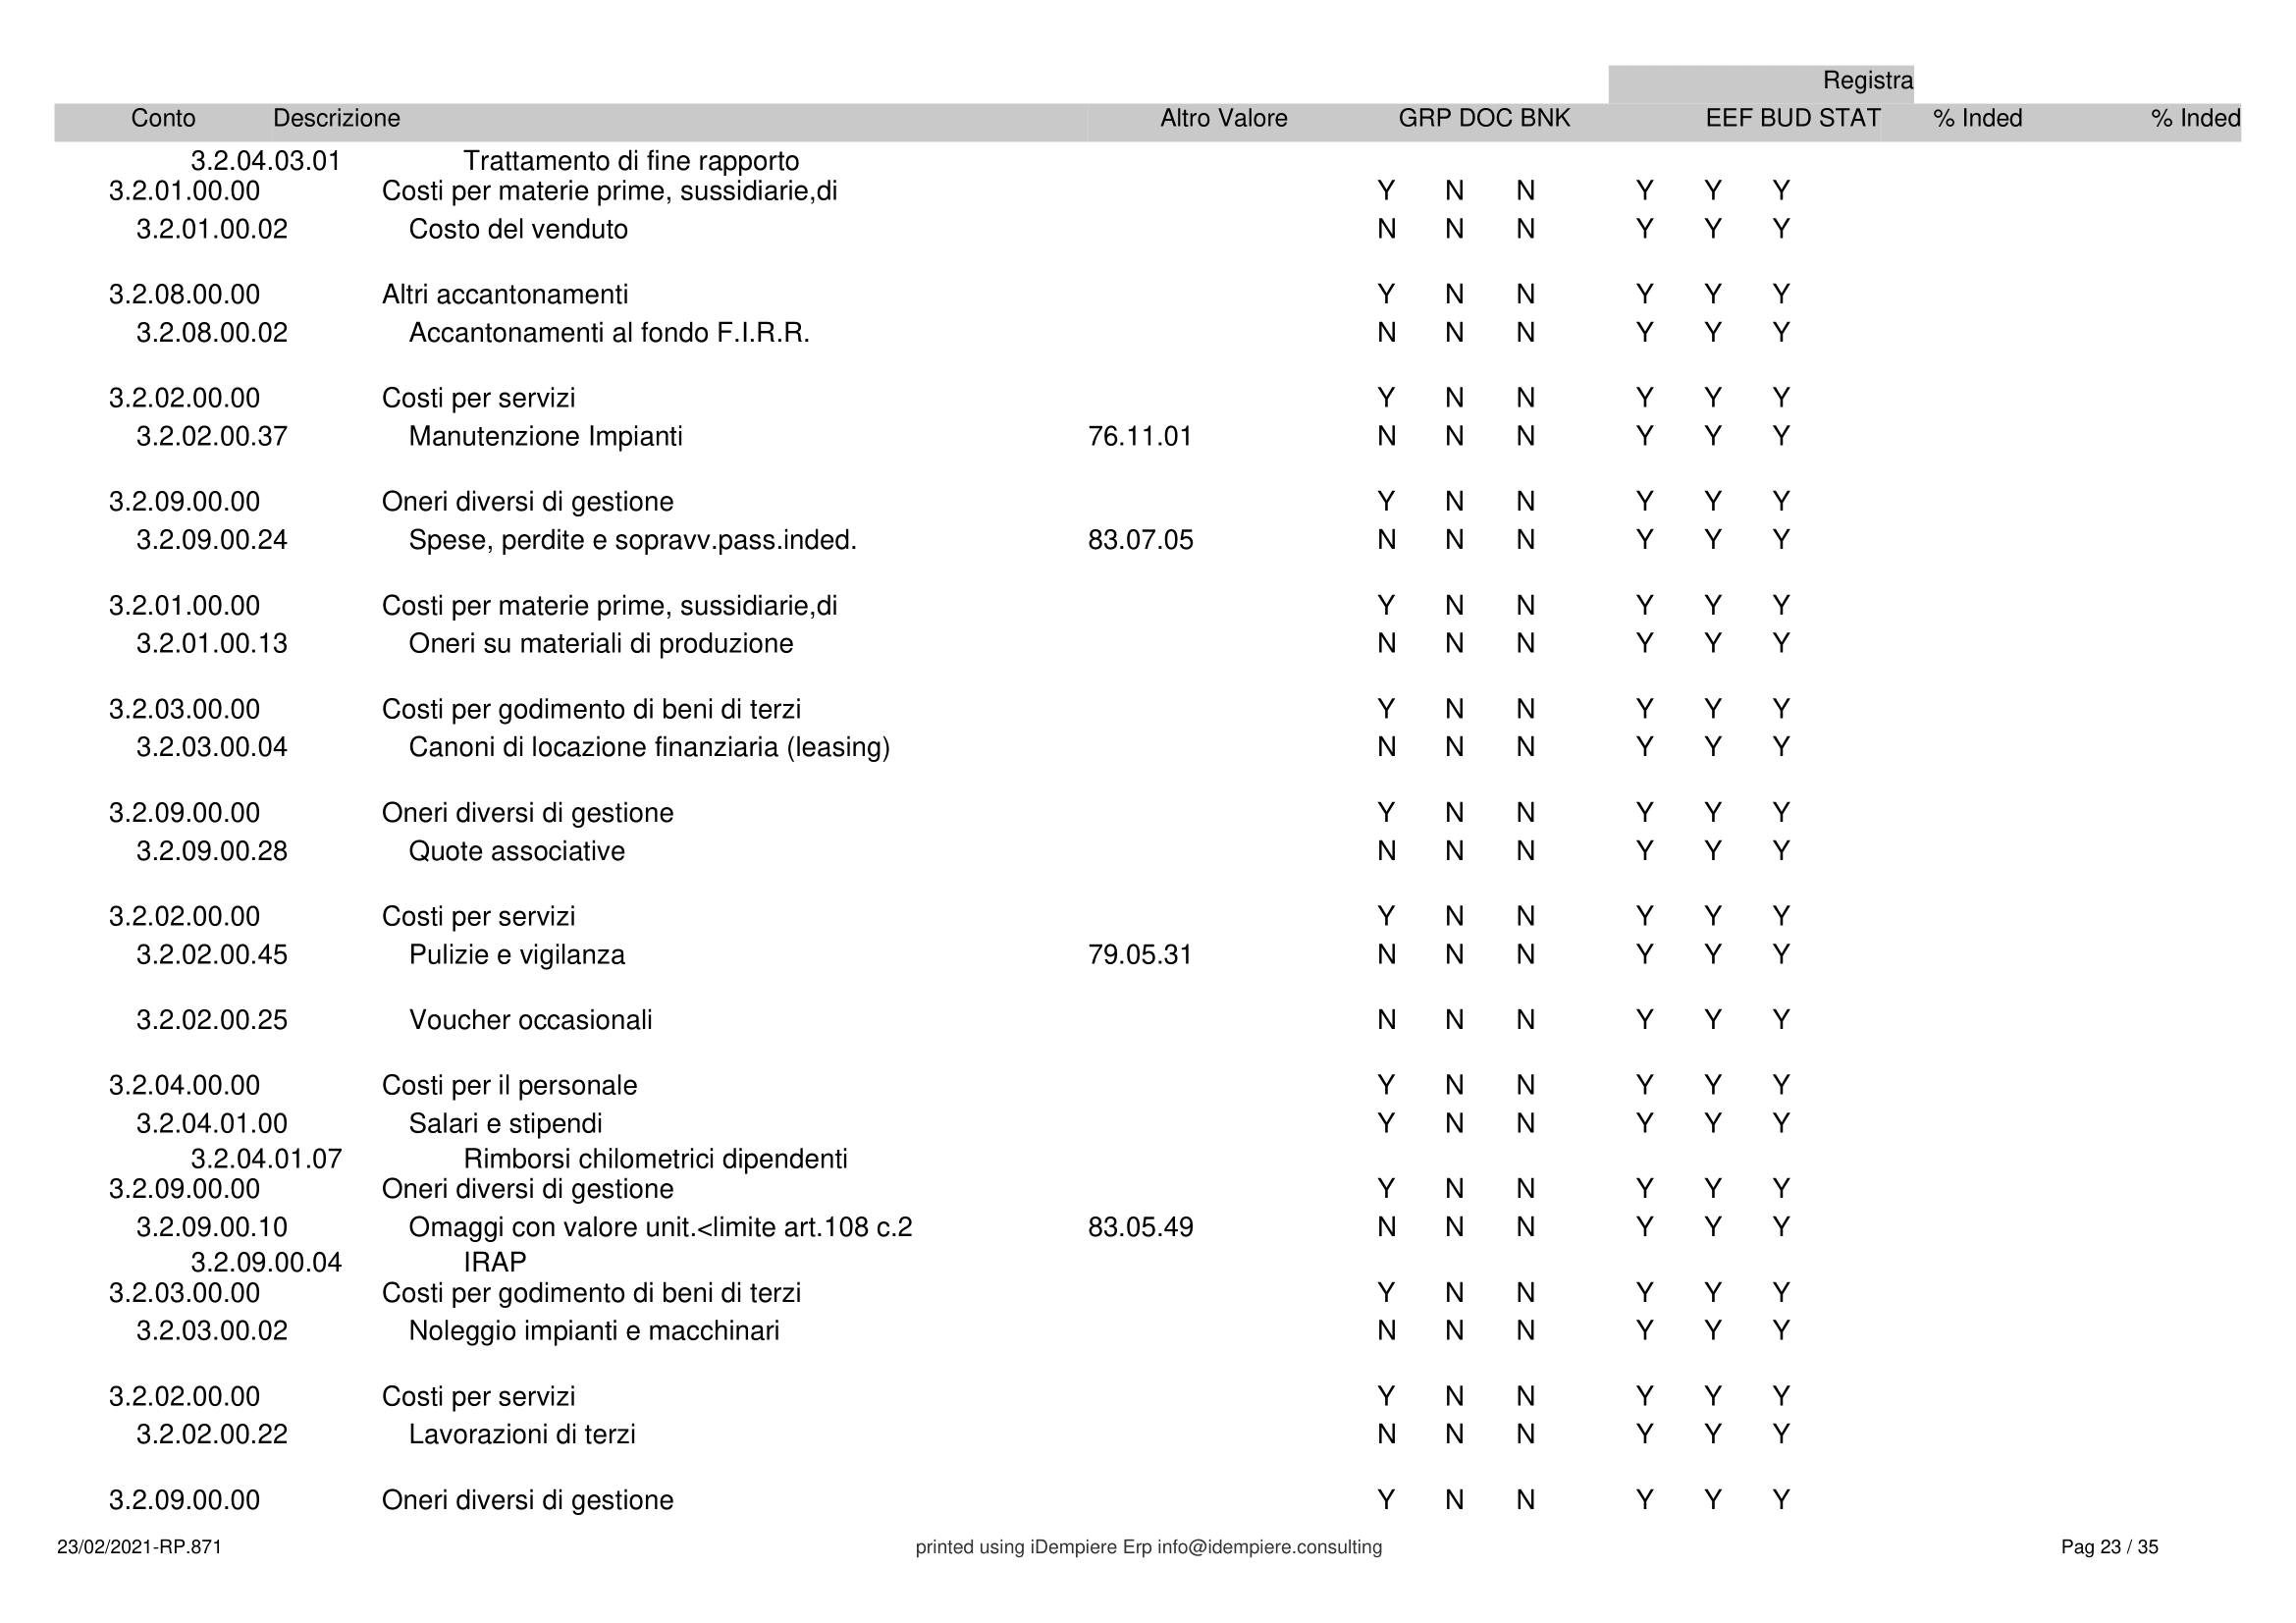 Registra
Conto Descrizione Altro Valore GRP DOC BNK EEF BUD STAT % Inded % Inded
3.2.04.03.01 Trattamento di fine rapporto
3.2.01.00.00 Costi per materie prime, sussidiarie,di Y N N Y Y Y
3.2.01.00.02 Costo del venduto N N N Y Y Y
3.2.08.00.00 Altri accantonamenti Y N N Y Y Y
3.2.08.00.02 Accantonamenti al fondo F.I.R.R. N N N Y Y Y
3.2.02.00.00 Costi per servizi Y N N Y Y Y
3.2.02.00.37 Manutenzione Impianti 76.11.01 N N N Y Y Y
3.2.09.00.00 Oneri diversi di gestione Y N N Y Y Y
3.2.09.00.24 Spese, perdite e sopravv.pass.inded. 83.07.05 N N N Y Y Y
3.2.01.00.00 Costi per materie prime, sussidiarie,di Y N N Y Y Y
3.2.01.00.13 Oneri su materiali di produzione N N N Y Y Y
3.2.03.00.00 Costi per godimento di beni di terzi Y N N Y Y Y
3.2.03.00.04 Canoni di locazione finanziaria (leasing) N N N Y Y Y
3.2.09.00.00 Oneri diversi di gestione Y N N Y Y Y
3.2.09.00.28 Quote associative N N N Y Y Y
3.2.02.00.00 Costi per servizi Y N N Y Y Y
3.2.02.00.45 Pulizie e vigilanza 79.05.31 N N N Y Y Y
3.2.02.00.25 Voucher occasionali N N N Y Y Y
3.2.04.00.00 Costi per il personale Y N N Y Y Y
3.2.04.01.00 Salari e stipendi Y N N Y Y Y
3.2.04.01.07 Rimborsi chilometrici dipendenti
3.2.09.00.00 Oneri diversi di gestione Y N N Y Y Y
3.2.09.00.10 Omaggi con valore unit.<limite art.108 c.2 83.05.49 N N N Y Y Y
3.2.09.00.04 IRAP
3.2.03.00.00 Costi per godimento di beni di terzi Y N N Y Y Y
3.2.03.00.02 Noleggio impianti e macchinari N N N Y Y Y
3.2.02.00.00 Costi per servizi Y N N Y Y Y
3.2.02.00.22 Lavorazioni di terzi N N N Y Y Y
3.2.09.00.00 Oneri diversi di gestione Y N N Y Y Y
23/02/2021-RP.871 printed using iDempiere Erp info@idempiere.consulting Pag 23 / 35